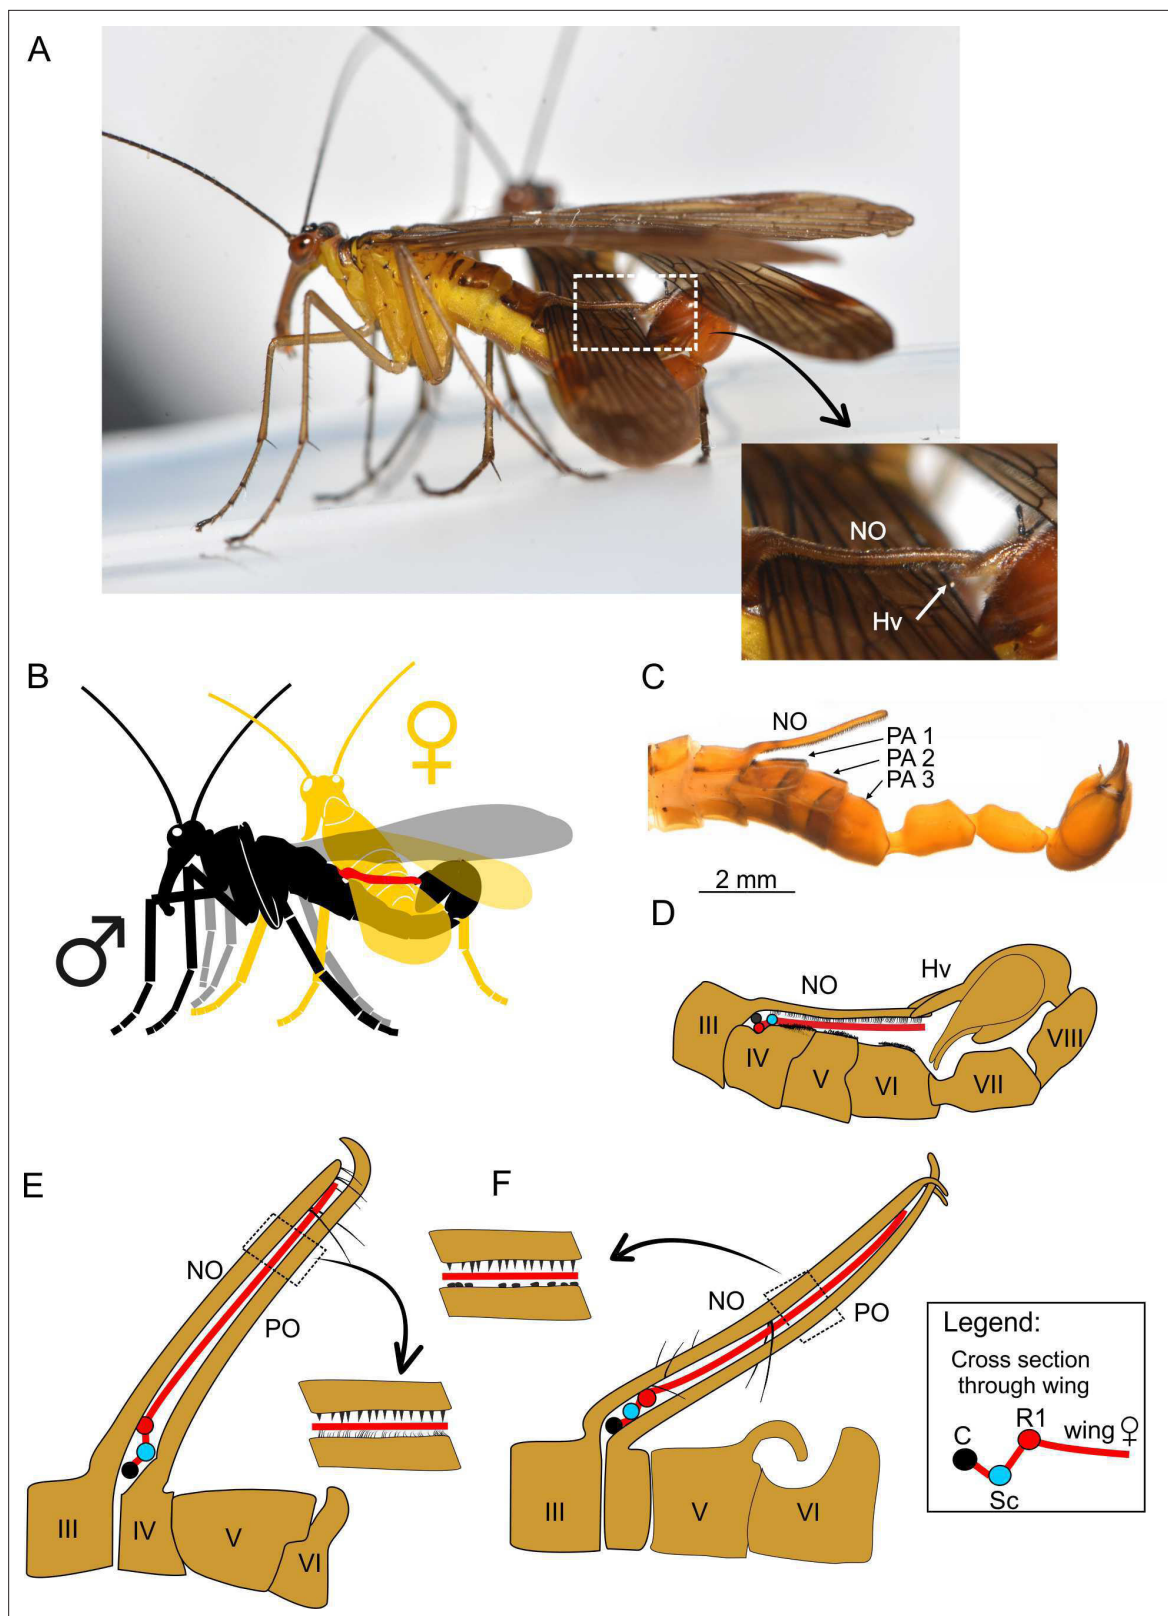 A
NO
Hv
B
♀
♂
C
NO
PA 1
PA 2
PA 3
2 mm
D
NO
Hv
III
IV
V
VI
VII
VIII
E
NO
PO
III
IV
V
VI
F
NO
PO
III
V
VI
Legend:
Cross section
through wing
C
R1
wing ♀
Sc